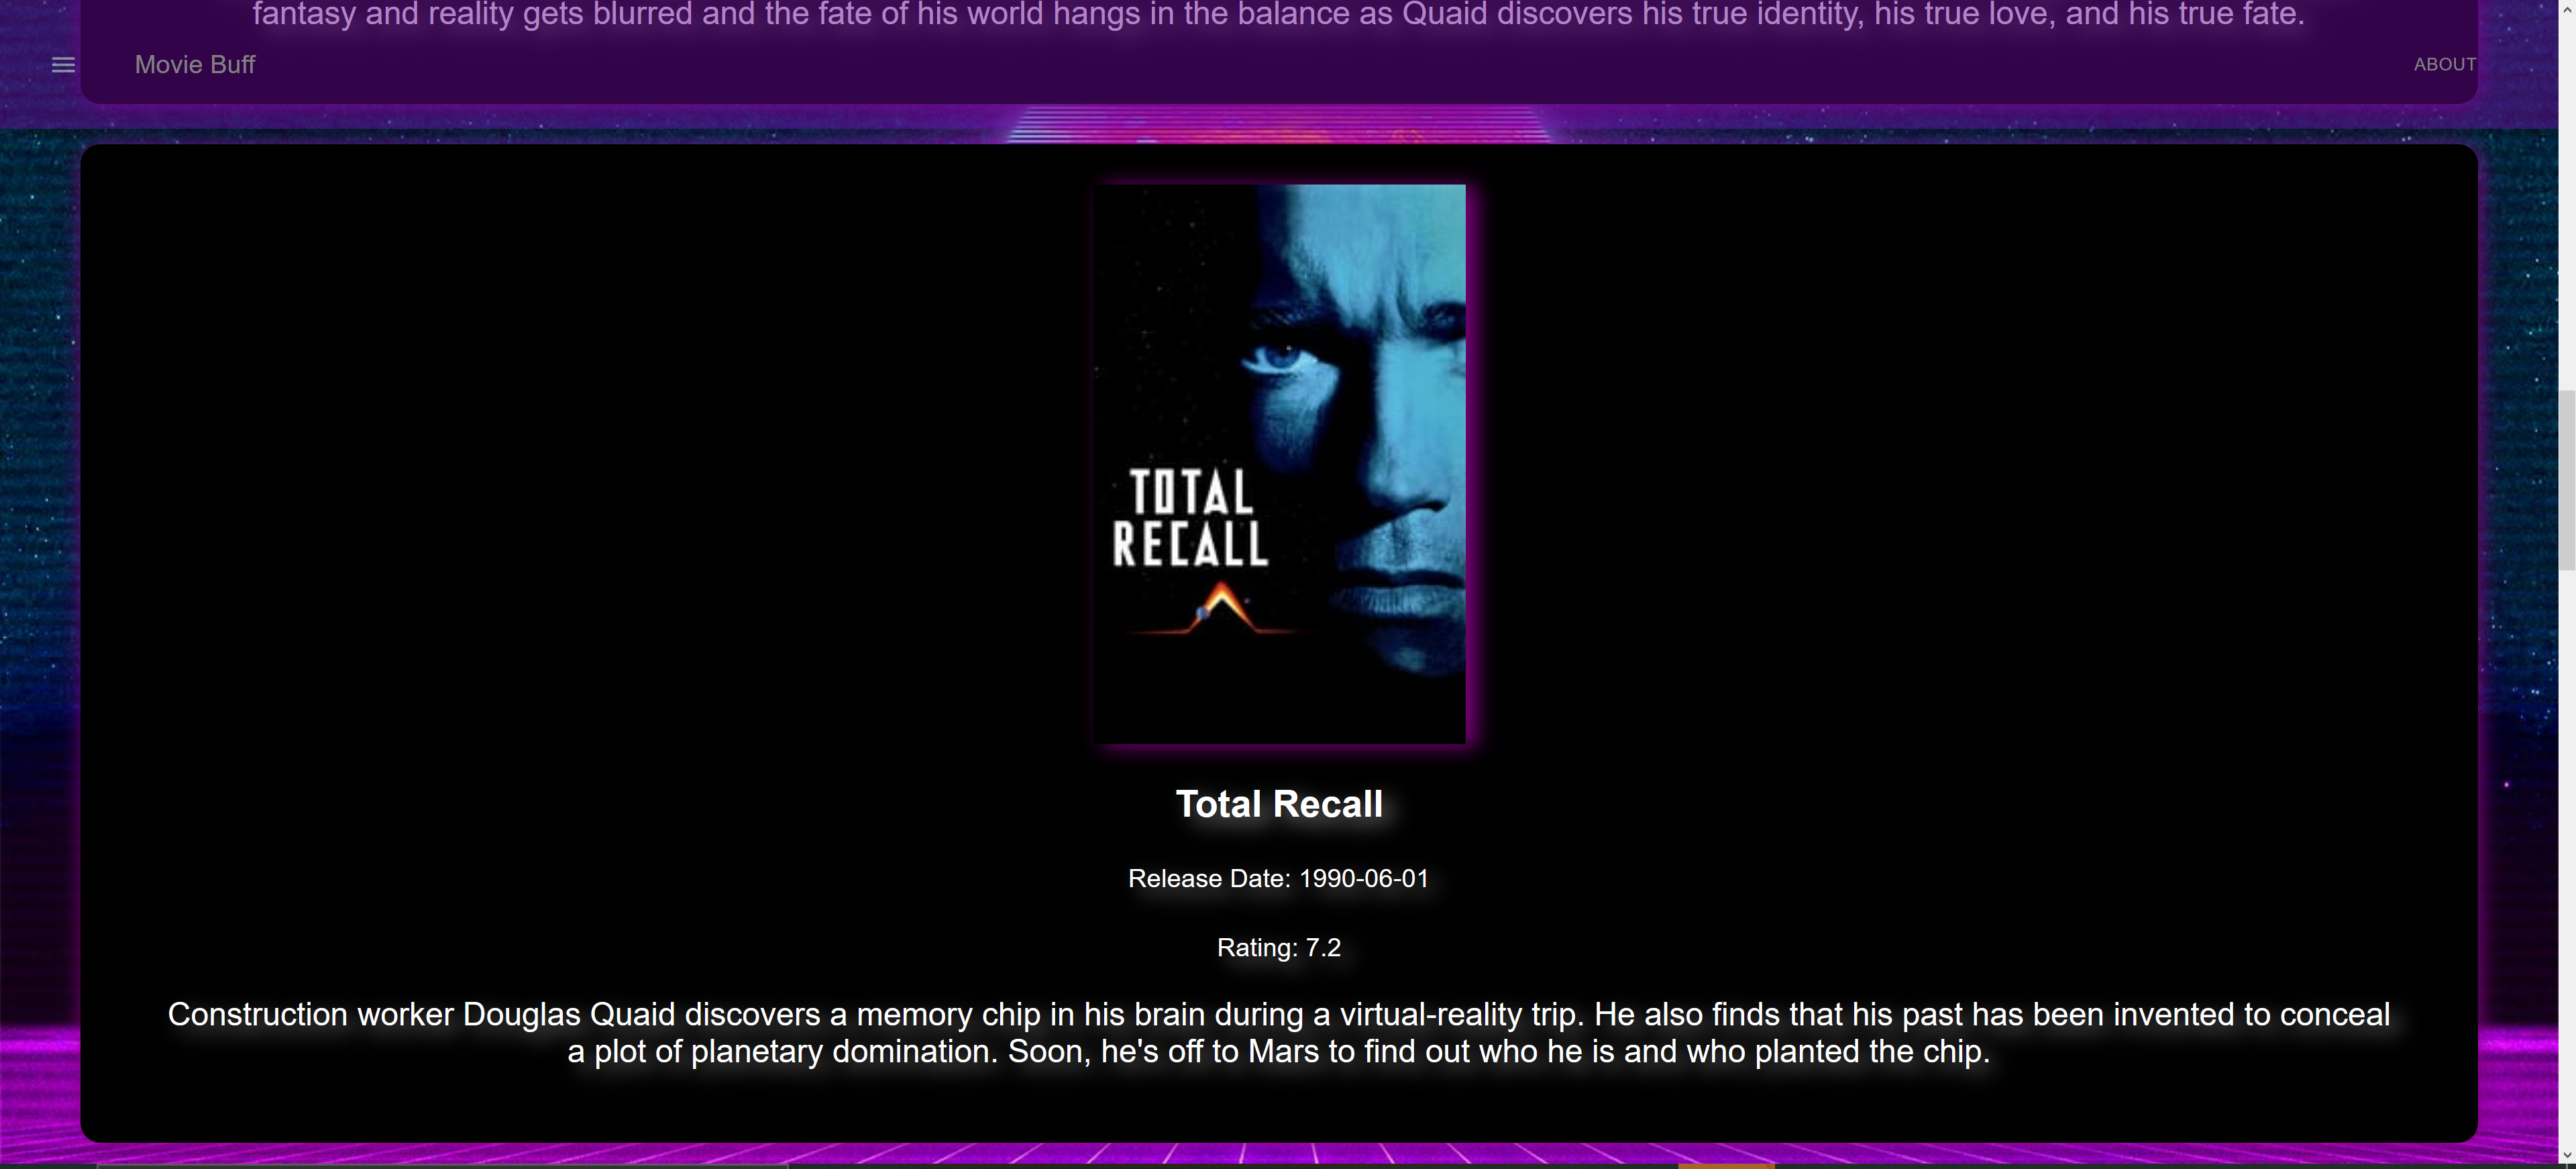 fantasy and reality gets blurred and the fate of his world hangs in the balance as Quaid discovers his true identity, his true love, and his true fate.
Movie Buff
ABOUT
TOTAL
RECALL
Total Recall
Release Date: 1990-06-01
Rating: 7.2
Construction worker Douglas Quaid discovers a memory chip in his brain during a virtual-reality trip. He also finds that his past has been invented to conceal
a plot of planetary domination. Soon, he's off to Mars to find out who he is and who planted the chip.